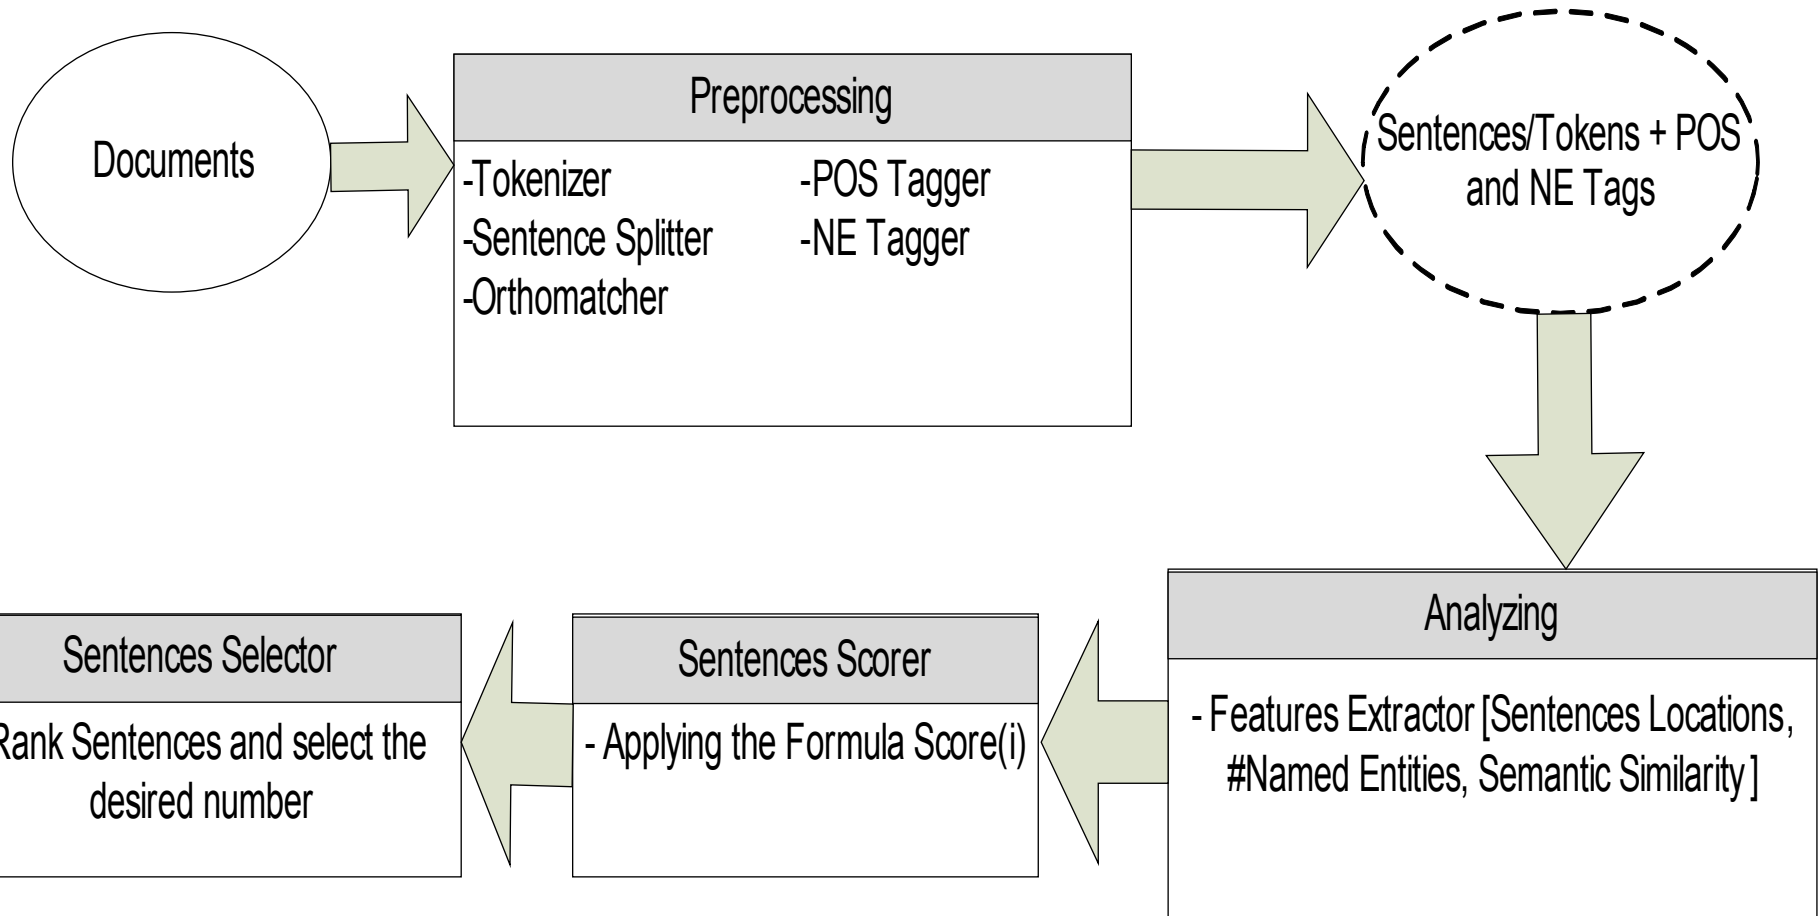 Documents
Preprocessing
-Tokenizer
-Sentence Splitter
-Orthomatcher
-POS Tagger
-NE Tagger
Sentences/Tokens + POS
and NE Tags
Analyzing
- Features Extractor [Sentences Locations,
#Named Entities, Semantic Similarity ]
Sentences Scorer
- Applying the Formula Score(i)
Sentences Selector
Rank Sentences and select the
desired number